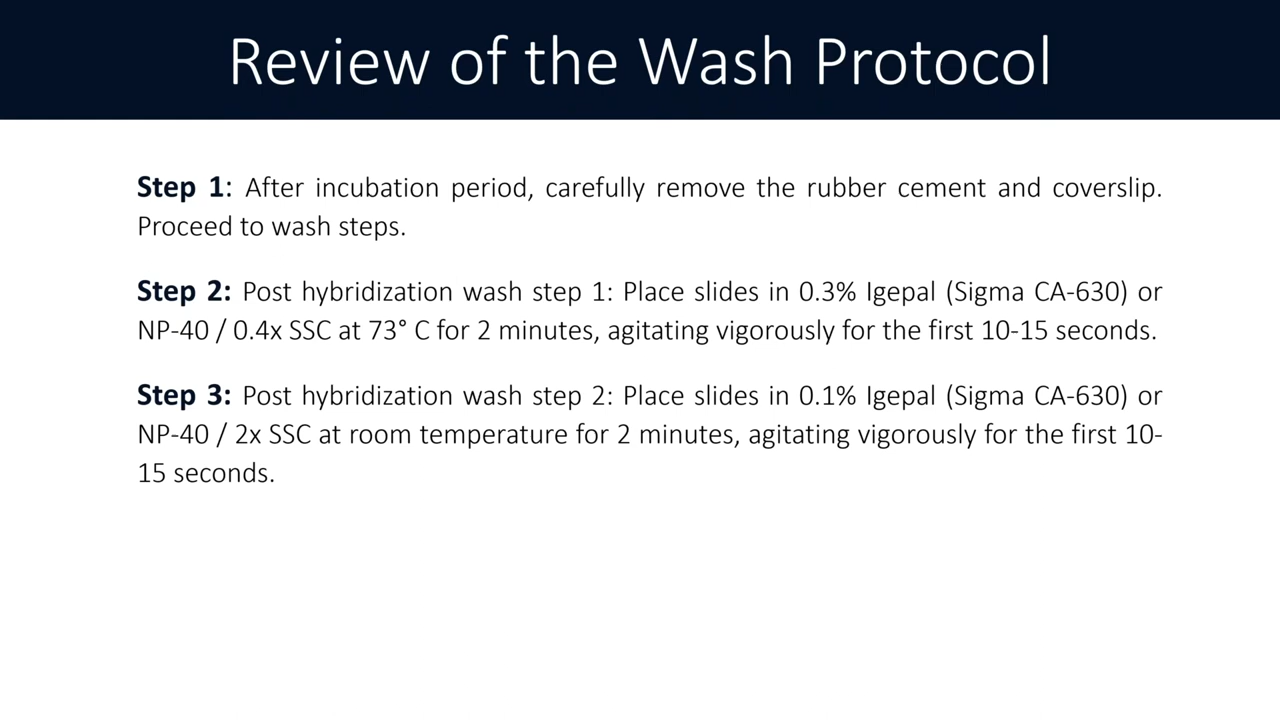 Review of the Wash Protocol
Step 1: After incubation period, carefully remove the rubber cement and coverslip.
Proceed to wash steps.
Step 2: Post hybridization wash step 1: Place slides in 0.3% Igepal (Sigma CA-630) or
NP-40 / 0.4x SSC at 73° C for 2 minutes, agitating vigorously for the first 10-15 seconds.
Step 3: Post hybridization wash step 2: Place slides in 0.1% Igepal (Sigma CA-630) or
NP-40 / 2x SSC at room temperature for 2 minutes, agitating vigorously for the first 10-
15 seconds.